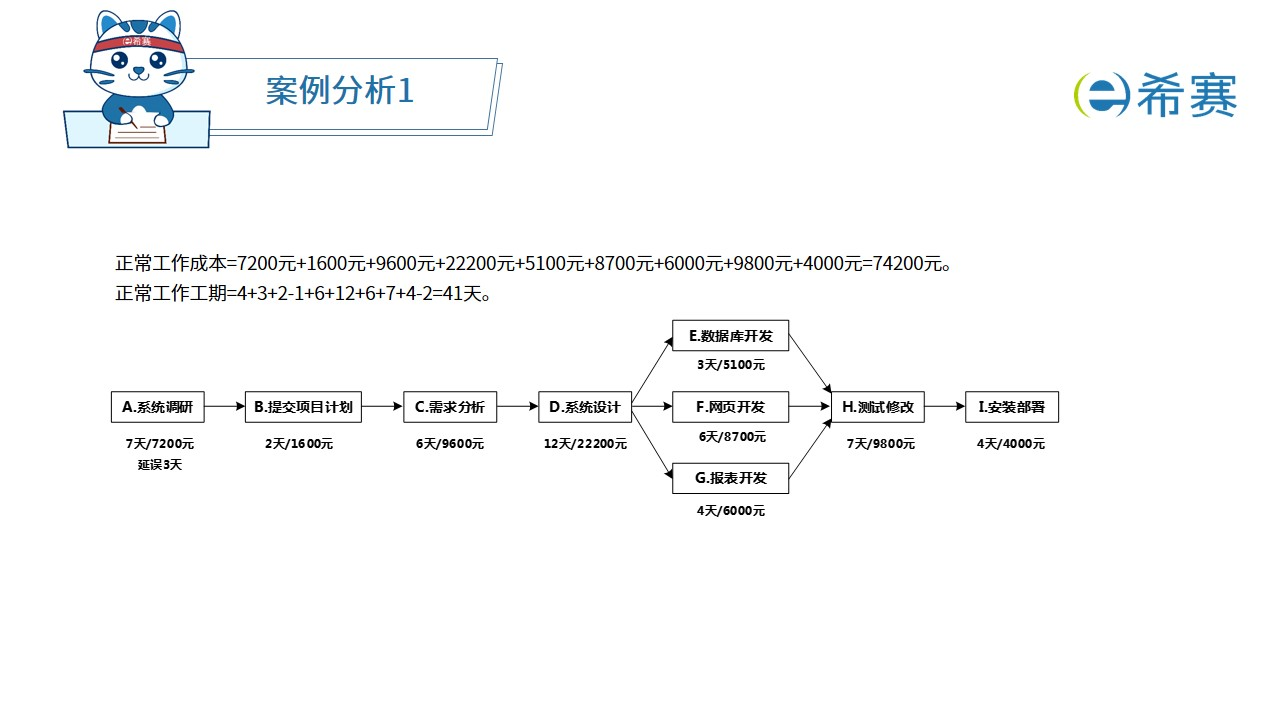 希赛
案例分析1
希赛
正常工作成本=7200元+1600元+9600元+22200元+5100元+8700元+6000元+9800元+4000元=74200元。
正常工作工期=4+3+2-1+6+12+6+7+4-2=41天。
E.数据库开发
3天/5100元
A.系统调研
B.提交项目计划
C.需求分析
D.系统设计
F.网页开发
H.测试修改
I.安装部署
7天/7200元
2天/1600元
6天/9600元
12天/22200元
6天/8700元
7天/9800元
4天/4000元
延误3天
G.报表开发
4天/6000元